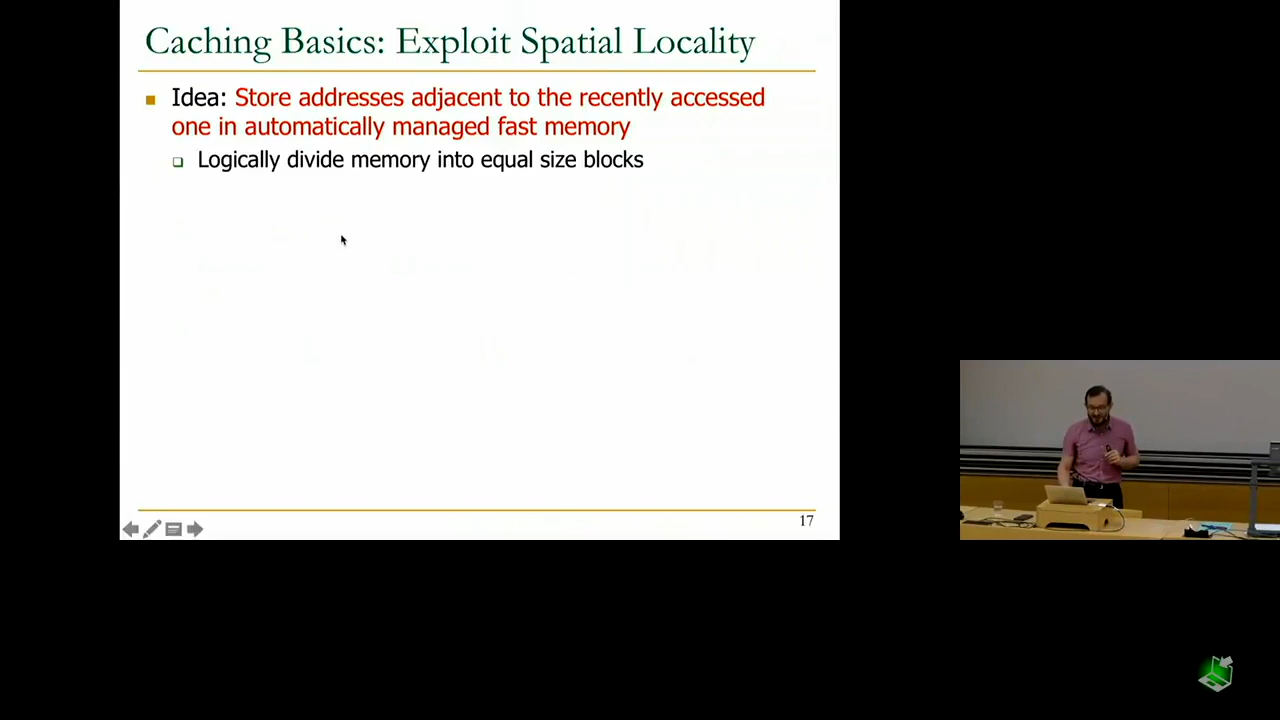 Caching Basics: Exploit Spatial Locality
Idea: Store addresses adjacent to the recently accessed
one in automatically managed fast memory
Logically divide memory into equal size blocks
17